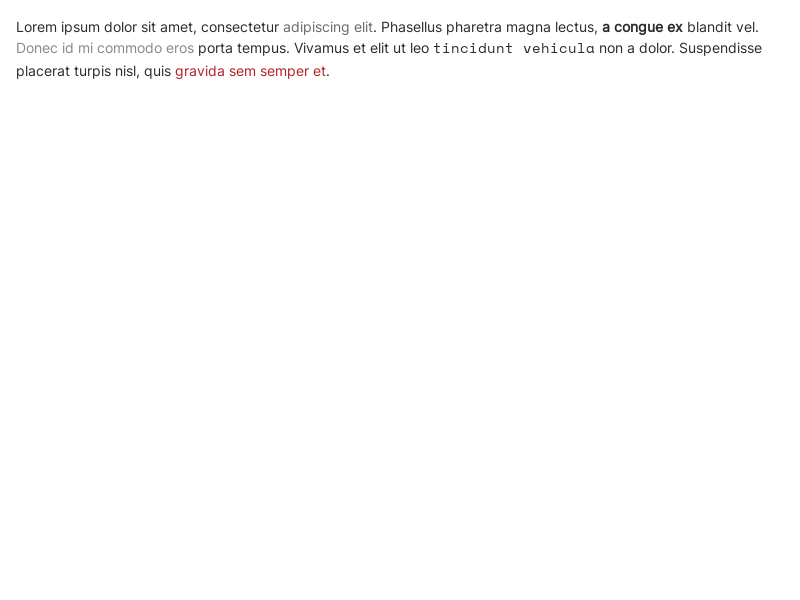 Lorem ipsum dolor sit amet, consectetur adipiscing elit. Phasellus pharetra magna lectus, a congue ex blandit vel.
Donec id mi commodo eros porta tempus. Vivamus et elit ut leo tincidunt vehicula non a dolor. Suspendisse
placerat turpis nisl, quis gravida sem semper et.